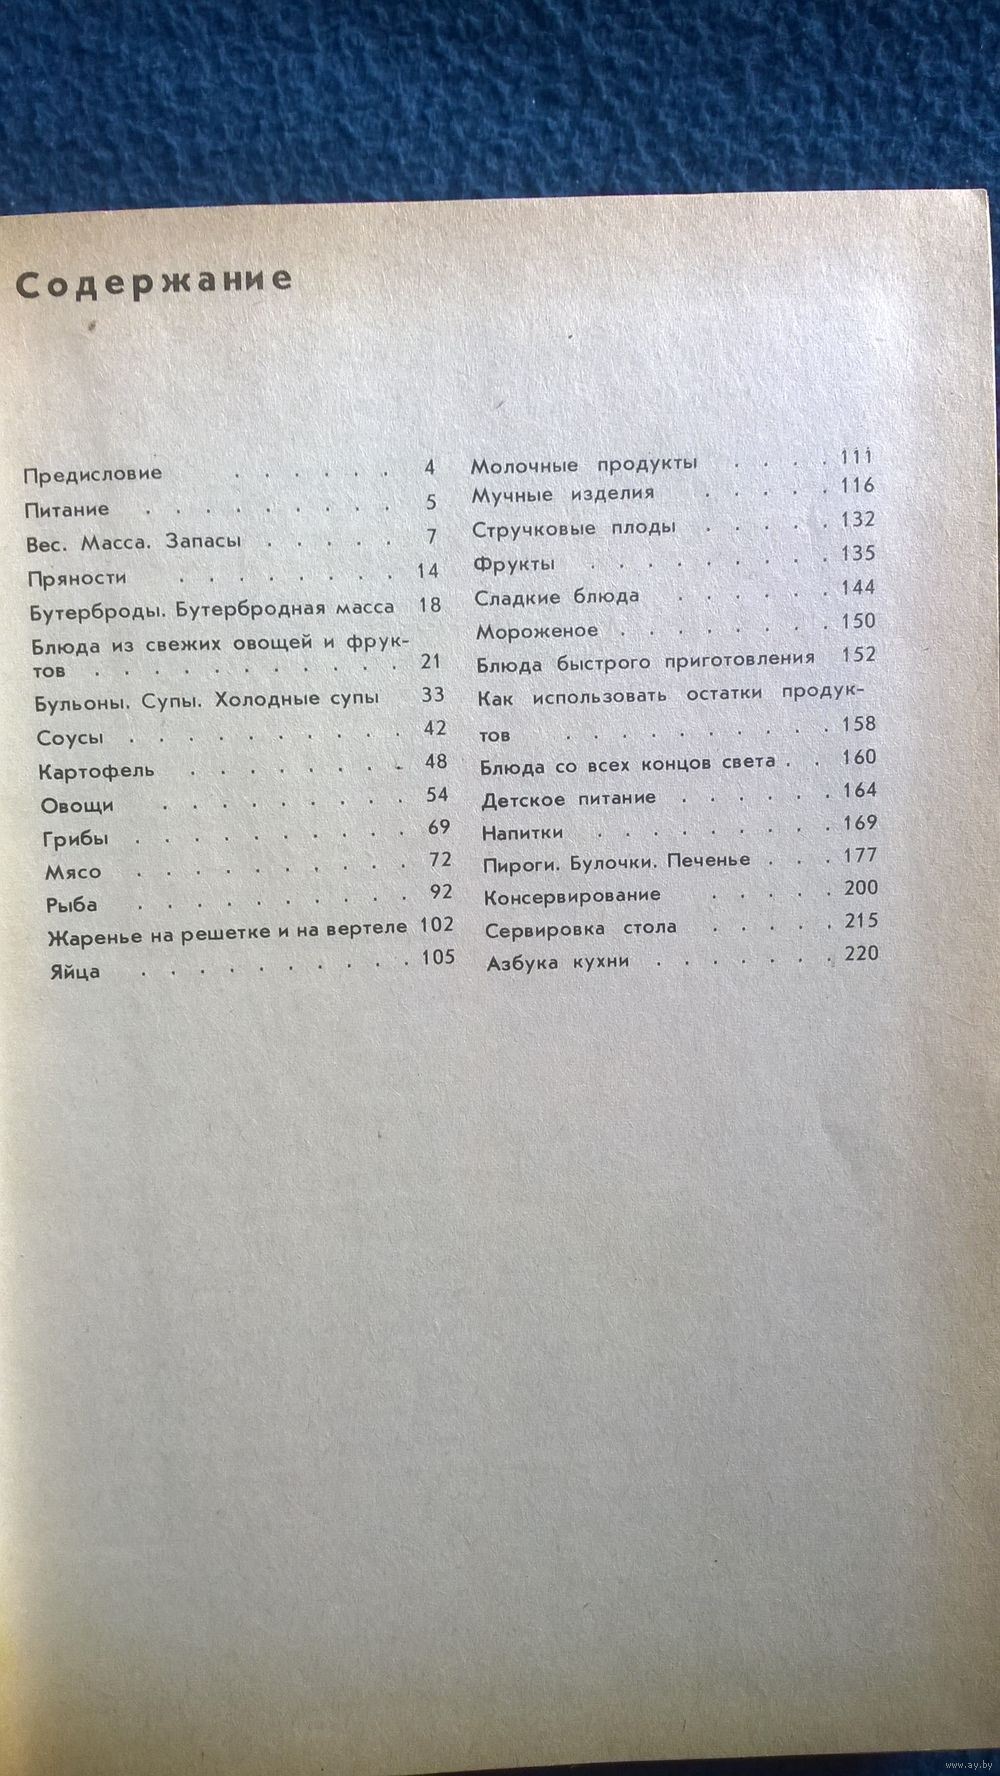 Содержание
Предисловие . . . . . . 4
Питание . . . . . . . . . 5
Вес. Масса. Запасы . . . . . 7
Пряности . . . . . . . . 14
Бутерброды. Бутербродная масса 18
Блюда из свежих овощей и фрук-
тов . . . . . . . . . . . 21
Бульоны. Супы. Холодные супы 33
Соусы . . . . . . . . . . 42
Картофель . . . . . . . . 48
Овощи . . . . . . . . . 54
Грибы . . . . . . . . . . 69
Мясо . . . . . . . . . . 72
Рыба . . . . . . . . . . 92
Жаренье на решетке и на вертеле 102
Яйца . . . . . . . . . . 105
Молочные продукты . . . . 111
Мучные изделия . . . . . 116
Стручковые плоды . . . . . 132
Фрукты . . . . . . . . . 135
Сладкие блюда . . . . . . 144
Мороженое . . . . . . . . 150
Блюда быстрого приготовления 152
Как использовать остатки продук-
тов . . . . . . . . . . 158
Блюда со всех концов света . . 160
Детское питание . . . . . . 164
Напитки . . . . . . . . . 169
Пироги. Булочки. Печенье . . . 177
Консервирование . . . . . 200
Сервировка стола . . . . . 215
Азбука кухни . . . . . . . 220
www.ay.by